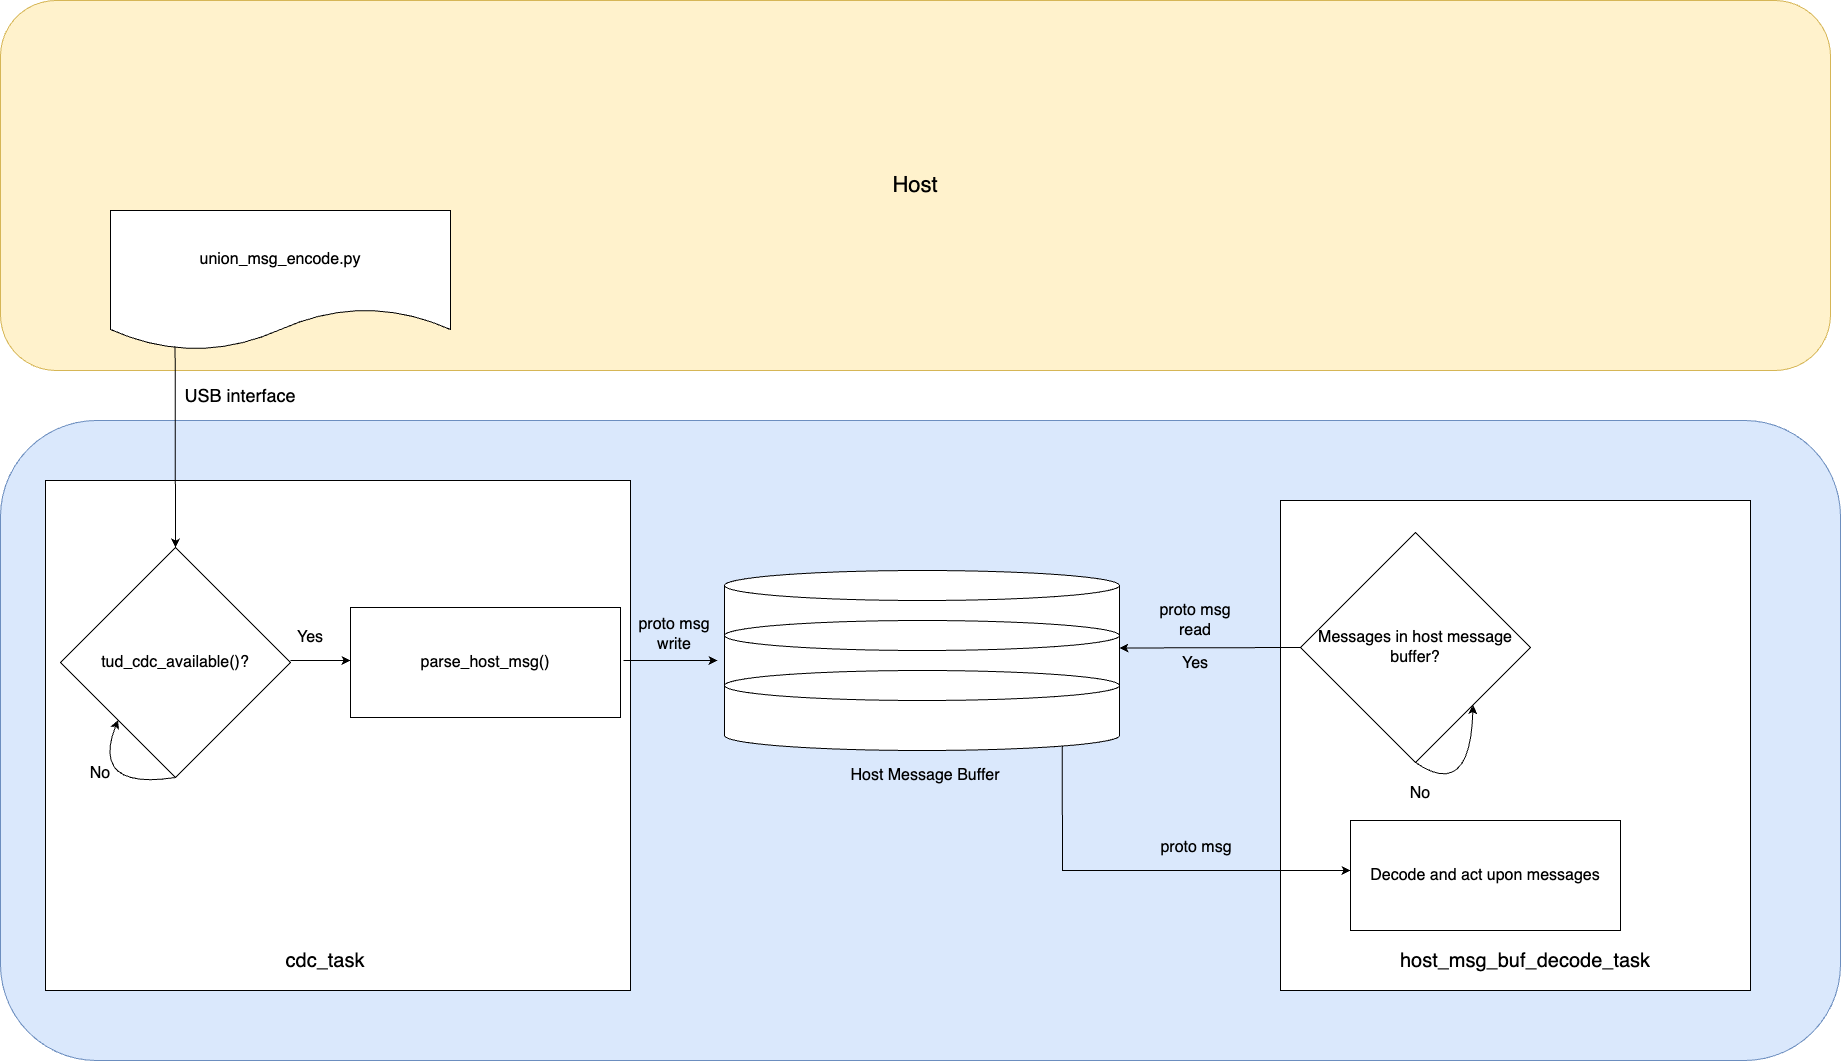 Host
union_msg_encode.py
USB interface
tud_cdc_available()?
Yes
No
parse_host_msg()
cdc_task
proto msg
write
Host Message Buffer
proto msg
read
Yes
Messages in host message
buffer?
No
proto msg
Decode and act upon messages
host_msg_buf_decode_task